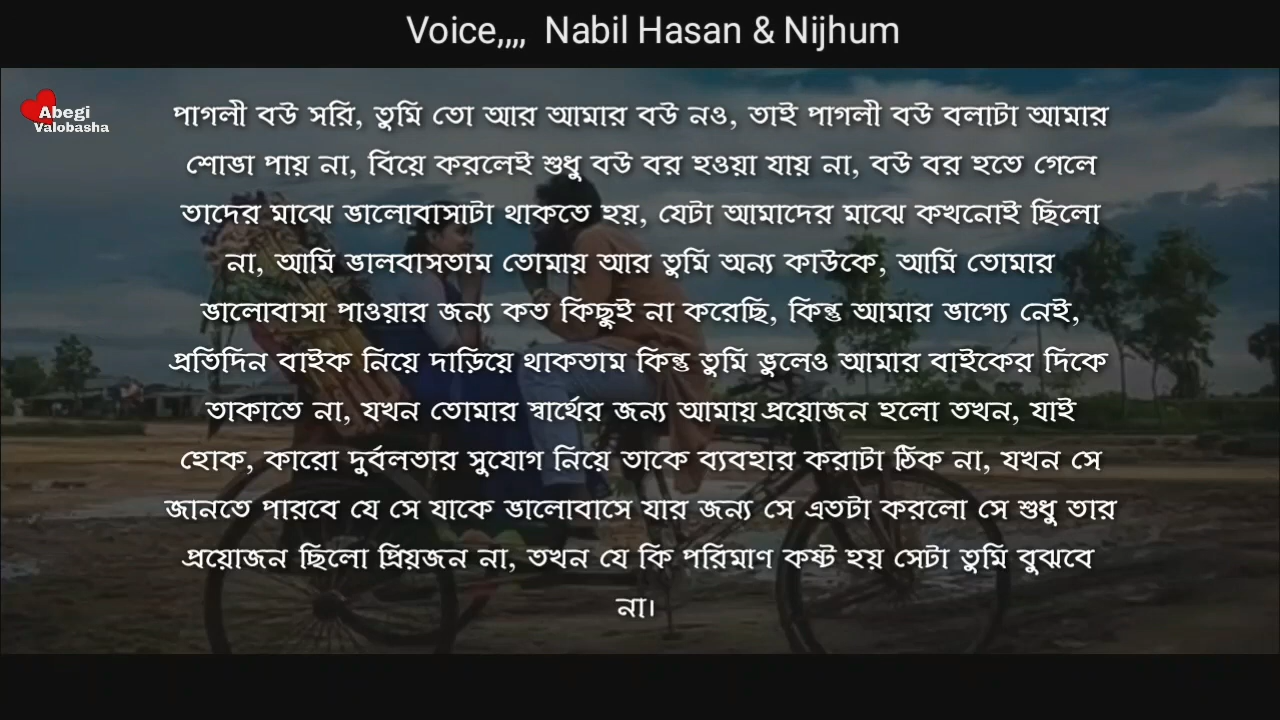 Voice,,,, Nabil Hasan & Nijhum
Abegi
Valobasha
পাগলী বউ সরি, তুমি তো আর আমার বউ নও, তাই পাগলী বউ বলাটা আমার
শোভা পায় না, বিয়ে করলেই শুধু বউ বর হওয়া যায় না, বউ বর হতে গেলে
তাদের মাঝে ভালোবাসাটা থাকতে হয়, যেটা আমাদের মাঝে কখনোই ছিলো
না, আমি ভালবাসতাম তোমায় আর তুমি অন্য কাউকে, আমি তোমার
ভালোবাসা পাওয়ার জন্য কত কিছুই না করেছি, কিন্তু আমার ভাগ্যে নেই,
প্রতিদিন বাইক নিয়ে দাড়িয়ে থাকতাম কিন্তু তুমি ভুলেও আমার বাইকের দিকে
তাকাতে না, যখন তোমার স্বার্থের জন্য আমায় প্রয়োজন হলো তখন, যাই
হোক, কারো দুর্বলতার সুযোগ নিয়ে তাকে ব্যবহার করাটা ঠিক না, যখন সে
জানতে পারবে যে সে যাকে ভালোবাসে যার জন্য সে এতটা করলো সে শুধু তার
প্রয়োজন ছিলো প্রিয়জন না, তখন যে কি পরিমাণ কষ্ট হয় সেটা তুমি বুঝবে
না।